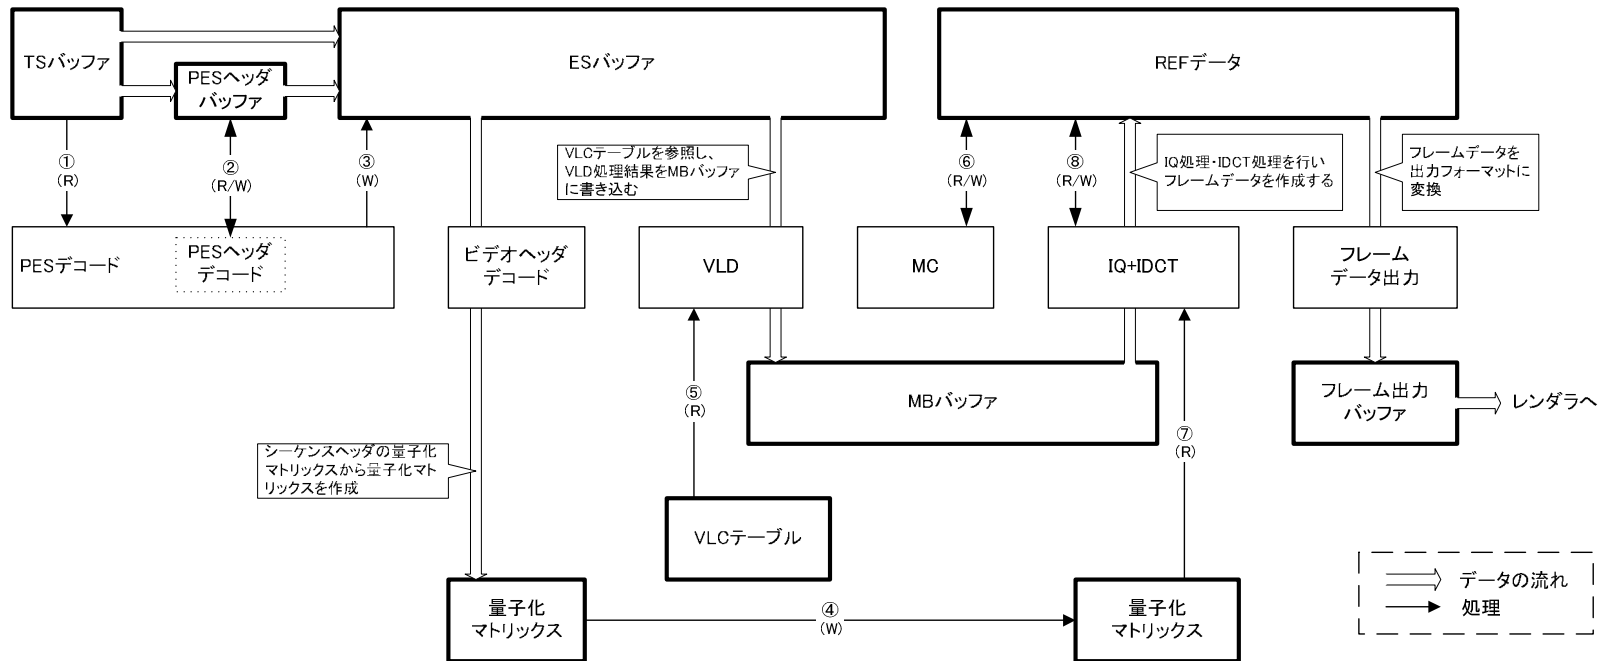 TSバッファ
PESヘッダ
バッファ
ESバッファ
REFデータ
①
(R)
②
(R/W)
③
(W)
VLCテーブルを参照し、
VLD処理結果をMBバッファ
に書き込む
⑥
(R/W)
⑧
(R/W)
IQ処理・IDCT処理を行い
フレームデータを作成する
フレームデータを
出力フォーマットに
変換
PESデコード
PESヘッダ
デコード
ビデオヘッダ
デコード
VLD
MC
IQ+IDCT
フレーム
データ出力
⑤
(R)
MBバッファ
⑦
(R)
フレーム出力
バッファ
レンダラへ
シーケンスヘッダの量子化
マトリックスから量子化マト
リックスを作成
VLCテーブル
量子化
マトリックス
④
(W)
量子化
マトリックス
データの流れ
処理